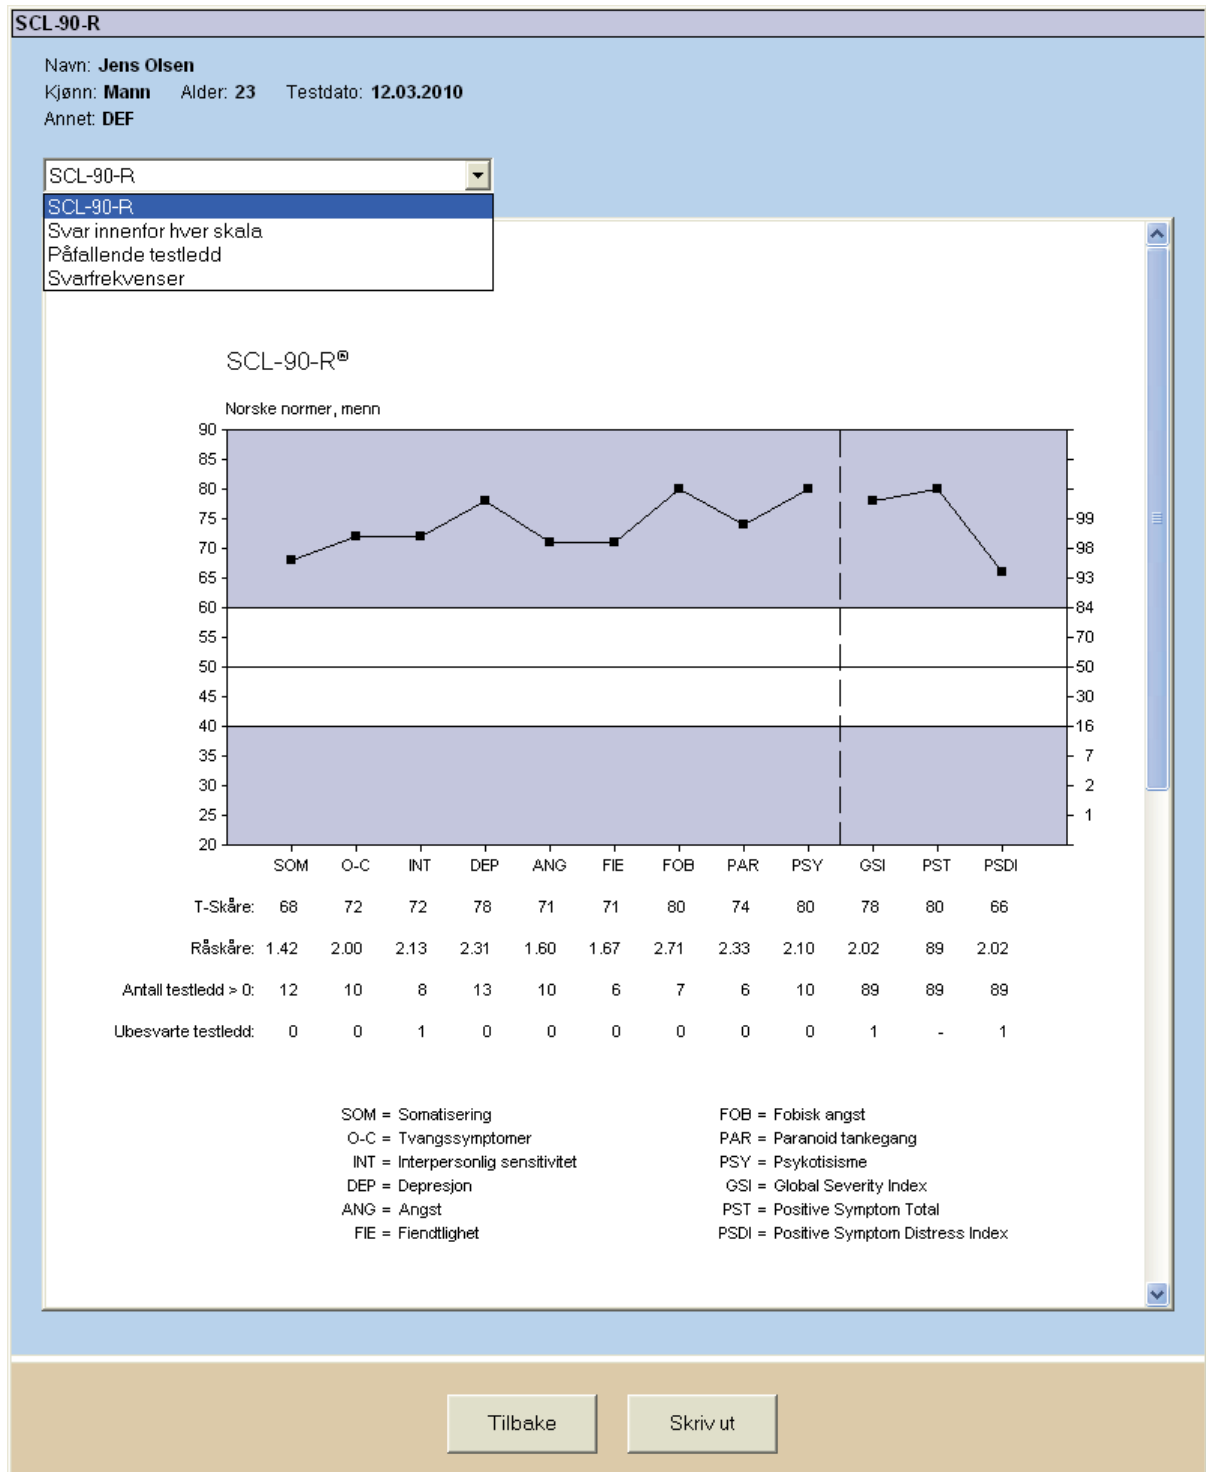 SCL-90-R
Navn: Jens Olsen
Kjønn: Mann Alder: 23 Testdato: 12.03.2010
Annet: DEF
SCL-90-R
SCL-90-R
Svar innenfor hver skala
Påfallende testledd
Svarfrekvenser
SCL-90-R®
Norske normer, menn
90
85
80
75 99
70 98
65 93
60 84
55 70
50 50
45 30
40 16
35 7
30 2
25 1
20
SOM O-C INT DEP ANG FIE FOB PAR PSY GSI PST PSDI
T-Skåre: 68 72 72 78 71 71 80 74 80 78 80 66
Råskåre: 1.42 2.00 2.13 2.31 1.60 1.67 2.71 2.33 2.10 2.02 89 2.02
Antall testledd > 0: 12 10 8 13 10 6 7 6 10 89 89 89
Ubesvarte testledd: 0 0 1 0 0 0 0 0 0 1 - 1
SOM = Somatisering FOB = Fobisk angst
O-C = Tvangssymptomer PAR = Paranoid tankegang
INT = Interpersonlig sensitivitet PSY = Psykotisisme
DEP = Depresjon GSI = Global Severity Index
ANG = Angst PST = Positive Symptom Total
FIE = Fiendtlighet PSDI = Positive Symptom Distress Index
Tilbake Skriv ut